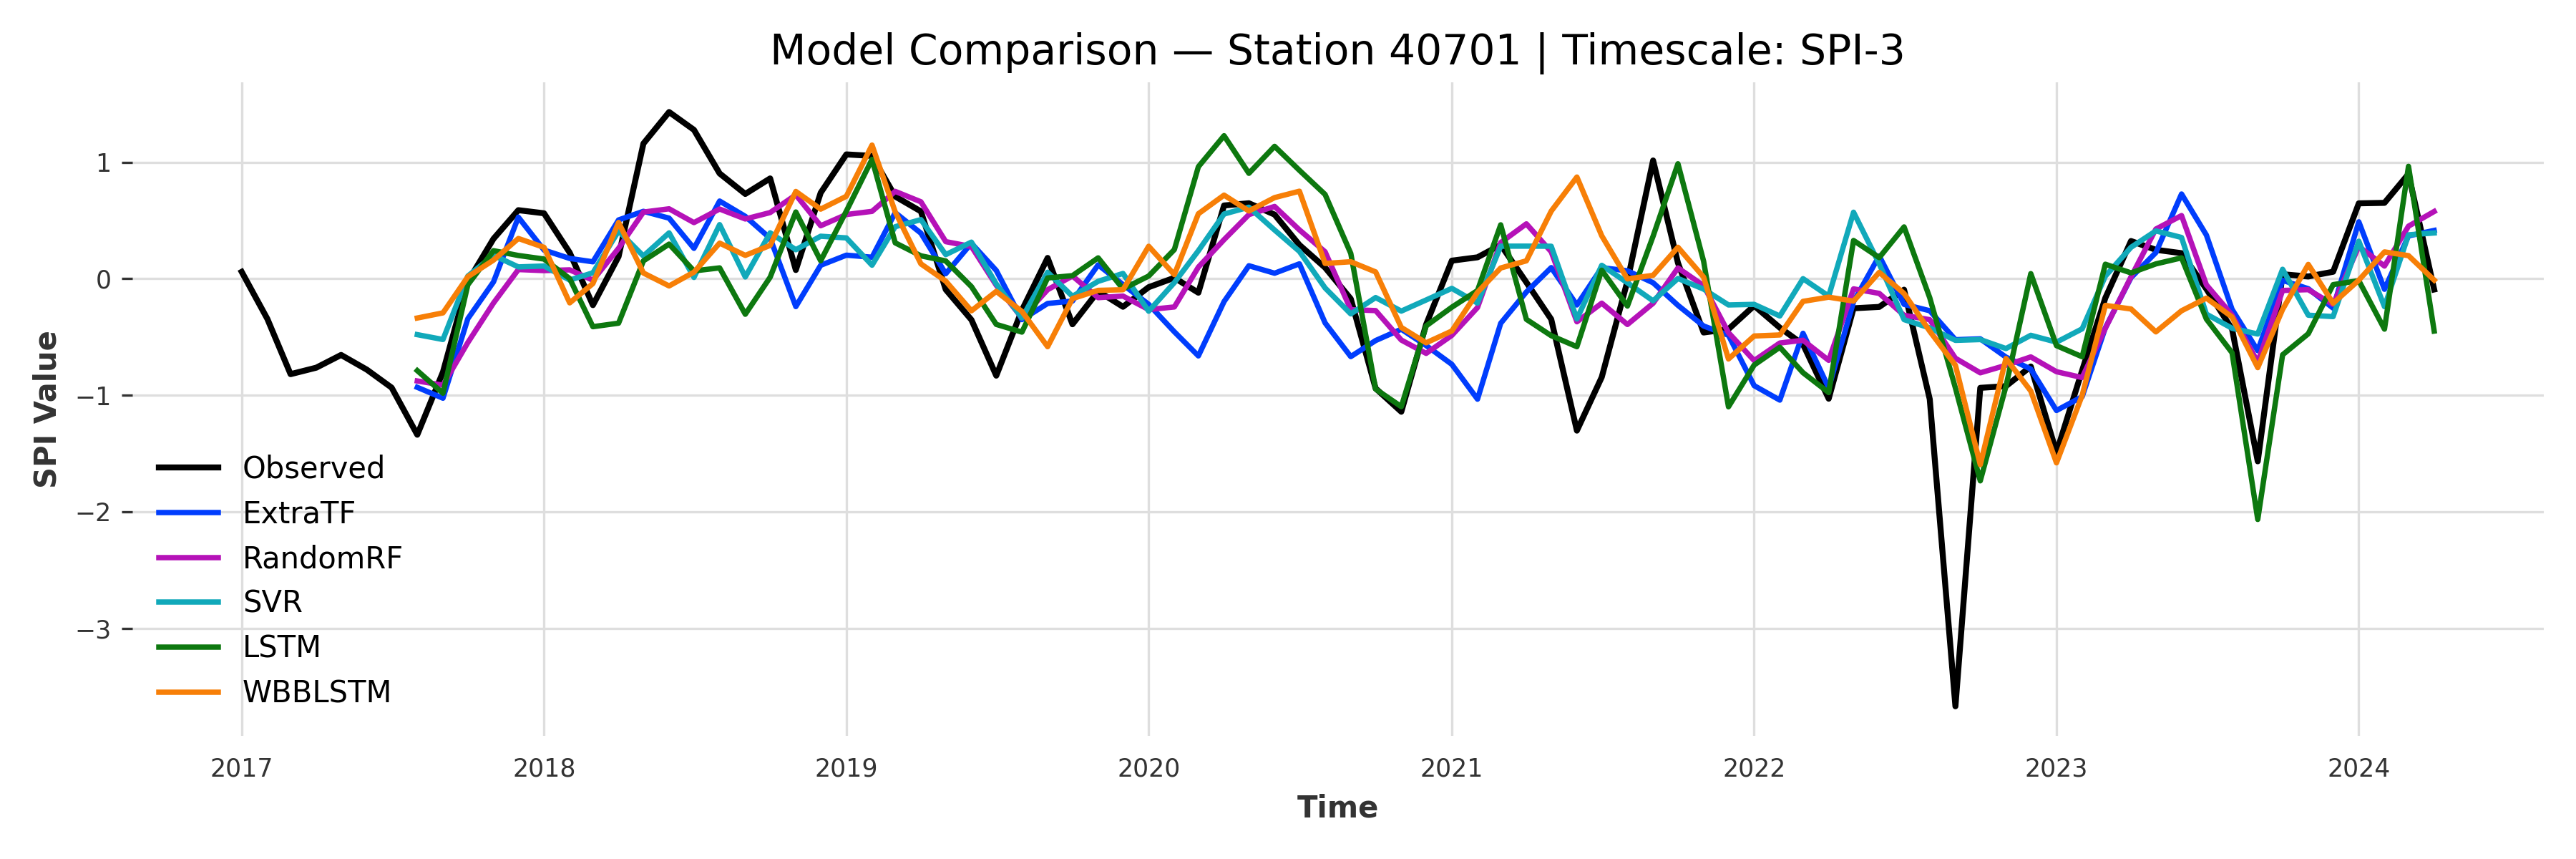 Model Comparison — Station 40701 | Timescale: SPI-3
SPI Value
1
0
−1
−2
−3
Observed
ExtraTF
RandomRF
SVR
LSTM
WBBLSTM
2017 2018 2019 2020 2021 2022 2023 2024
Time